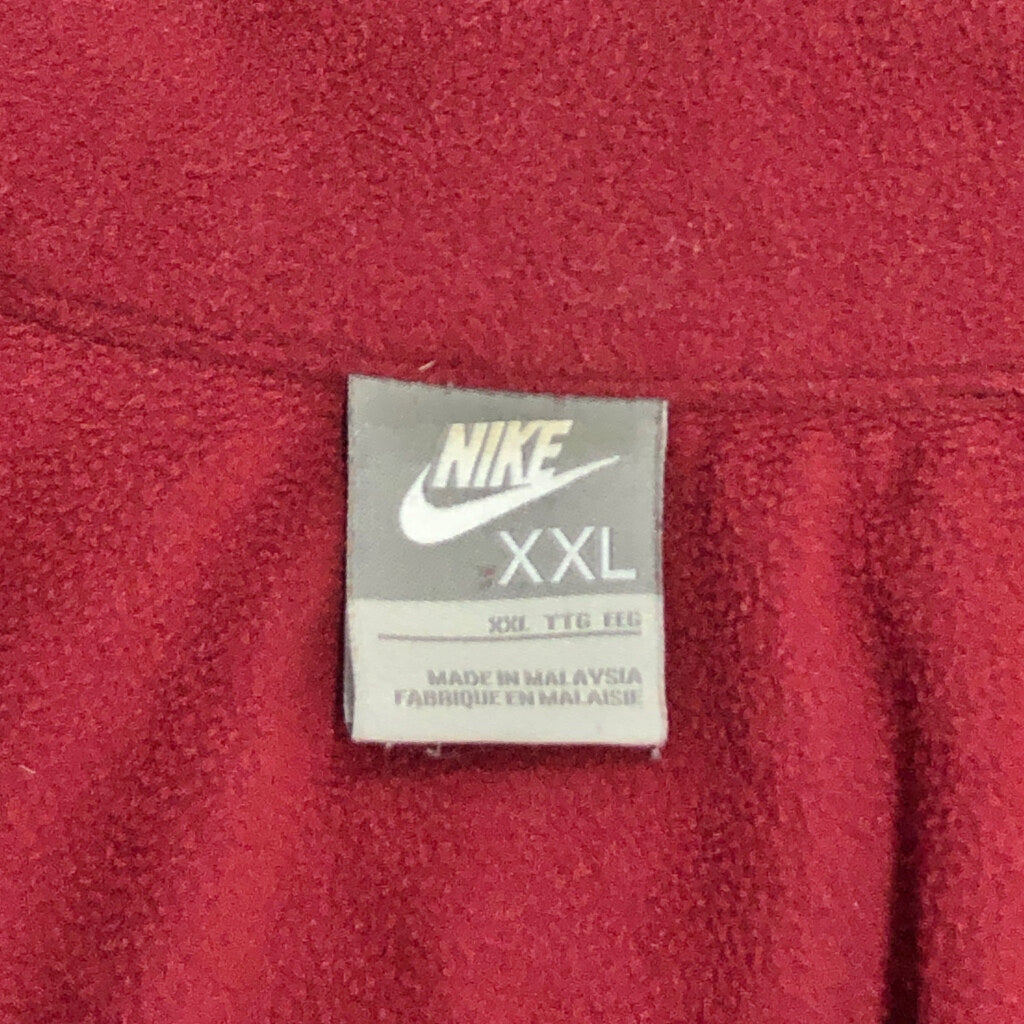 NIKE
XXL
XXL TTG EEG
MADE IN MALAYSIA
FABRIQUE EN MALAISIE